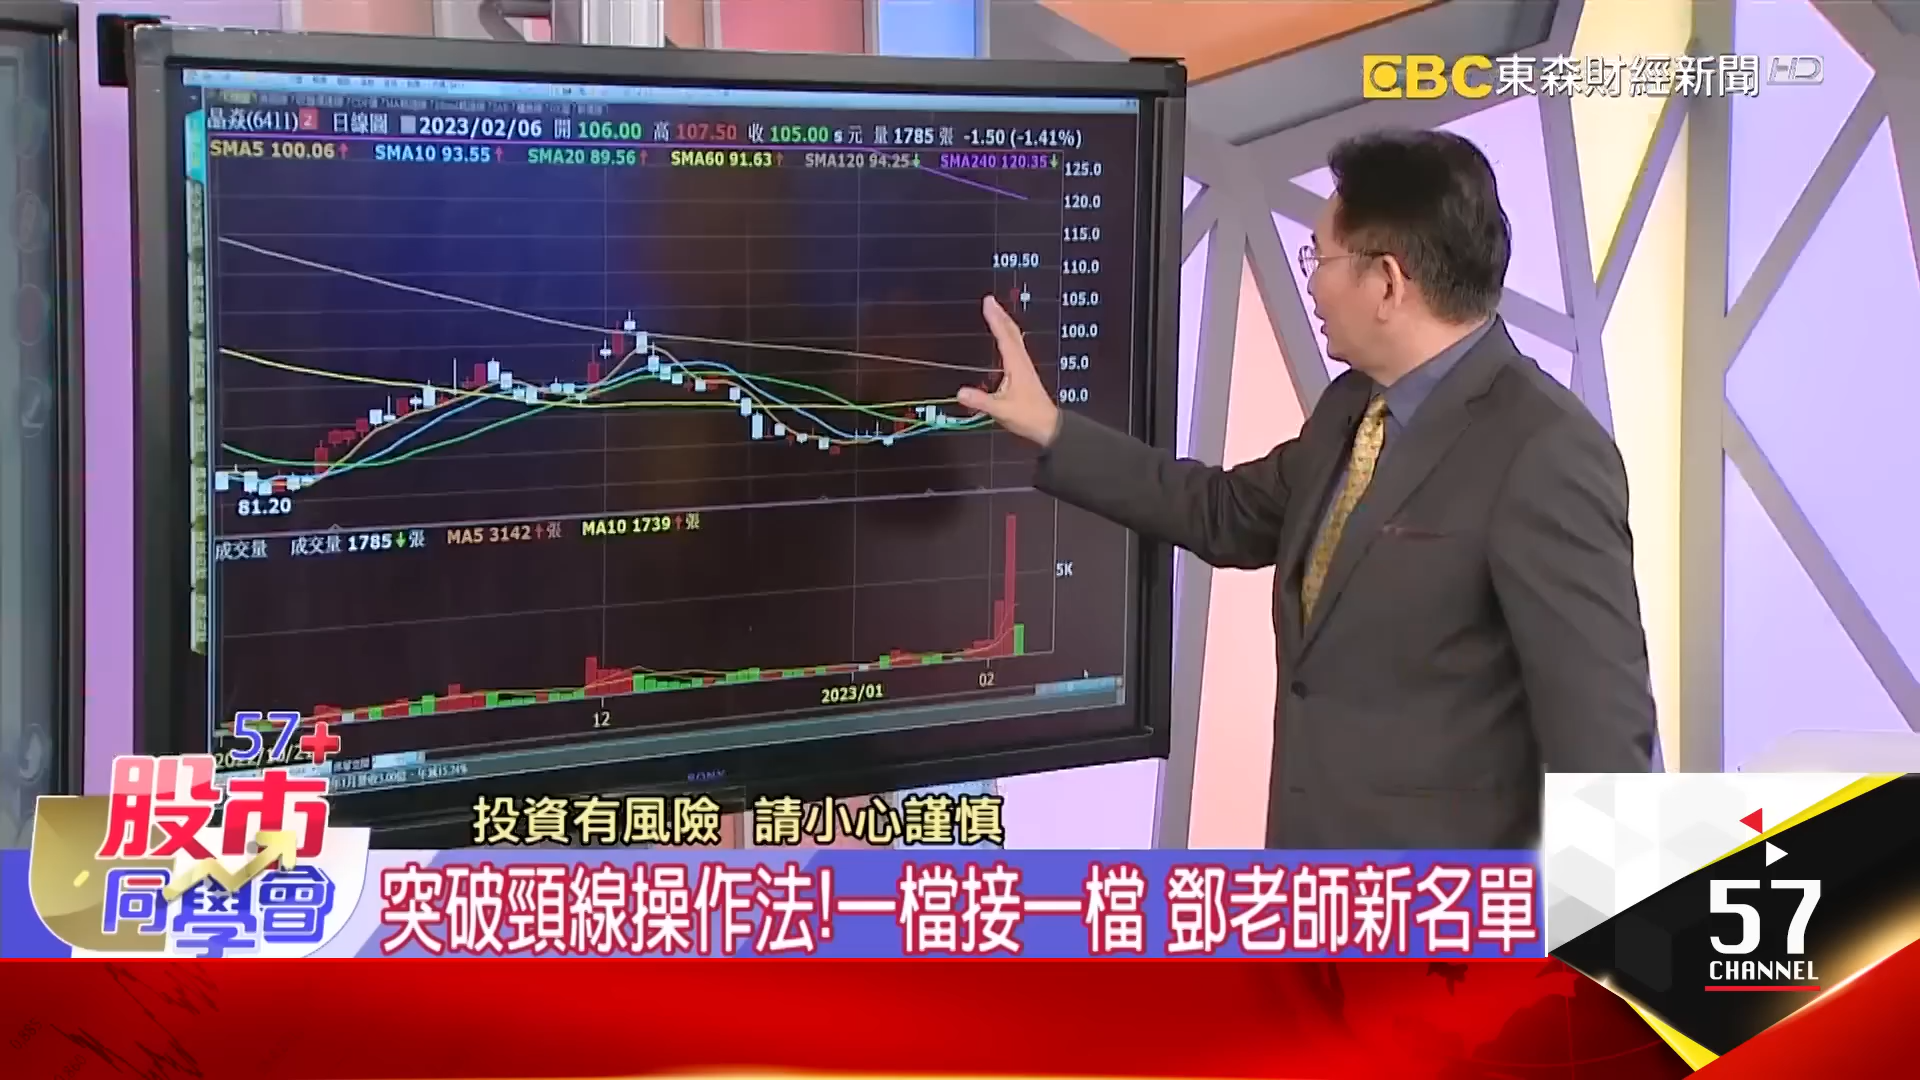 EBC 東森財經新聞 HD
晶焱(6411) 2 日線圖 2023/02/06 開 106.00 高 107.50 收 105.00 s 元 量 1785 張 -1.50 (-1.41%)
SMA5 100.06↑ SMA10 93.55↑ SMA20 89.56↑ SMA60 91.63↑ SMA120 94.25↓ SMA240 120.35↓
125.0
120.0
115.0
109.50
110.0
105.0
100.0
95.0
90.0
81.20
成交量 成交量 1785↓張 MA5 3142↑張 MA10 1739↑張
5K
12
2023/01
02
SONY
57+
股市
同學會
投資有風險 請小心謹慎
突破頸線操作法!一檔接一檔 鄧老師新名單
57
CHANNEL